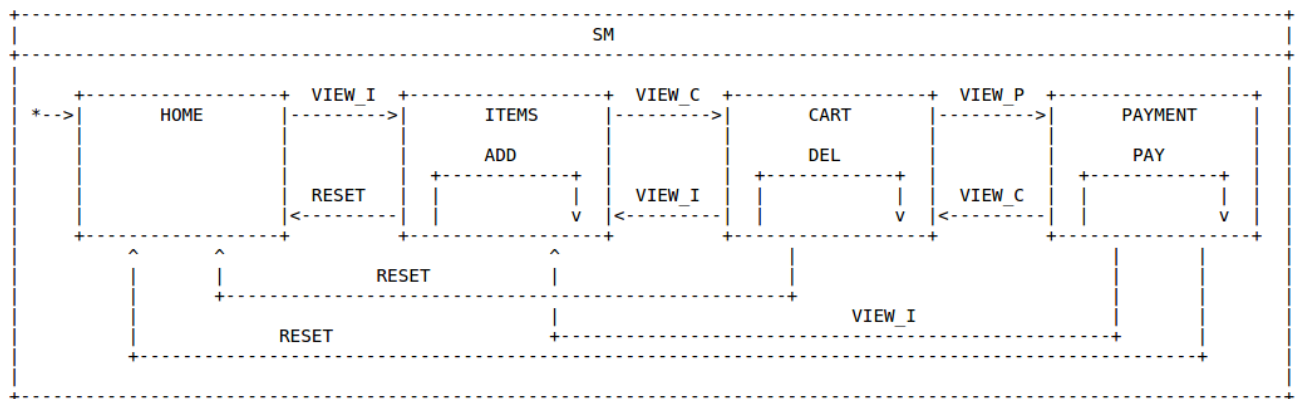 SM
VIEW_I VIEW_C VIEW_P
HOME ITEMS CART PAYMENT
ADD DEL PAY
RESET VIEW_I VIEW_C
RESET
VIEW_I
RESET